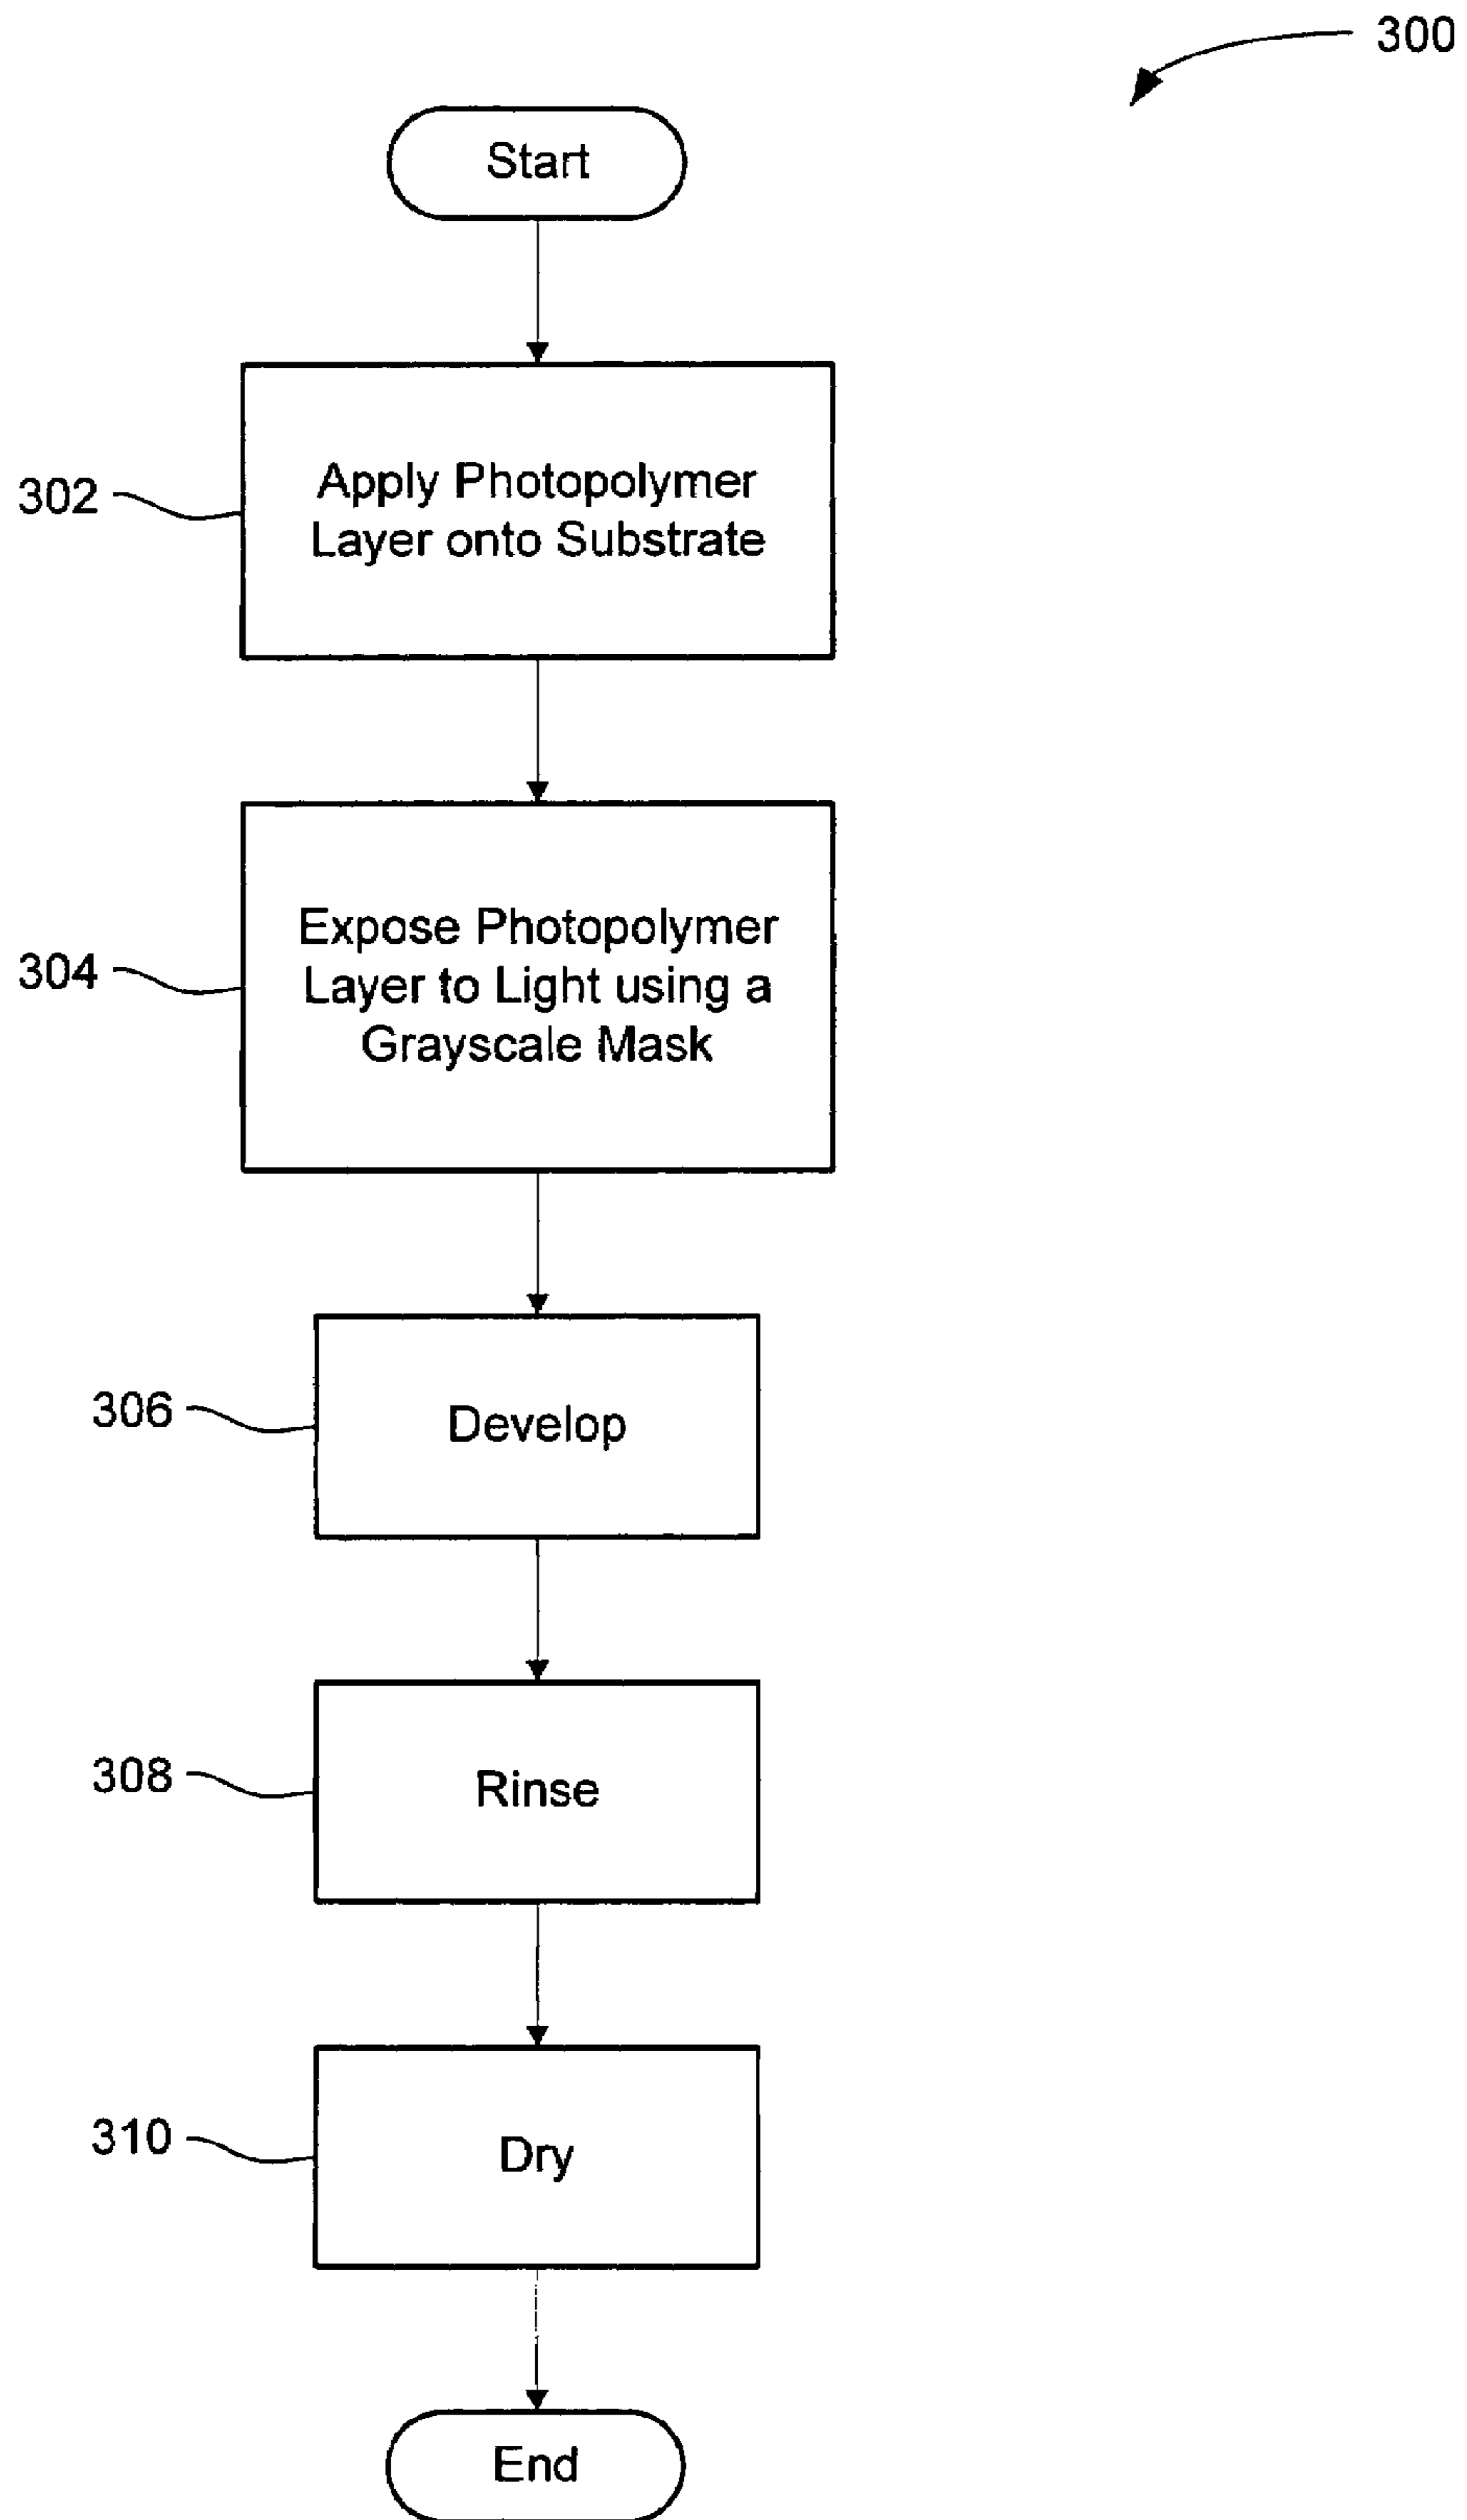 300
Start
302
Apply Photopolymer
Layer onto Substrate
304
Expose Photopolymer
Layer to Light using a
Grayscale Mask
306
Develop
308
Rinse
310
Dry
End